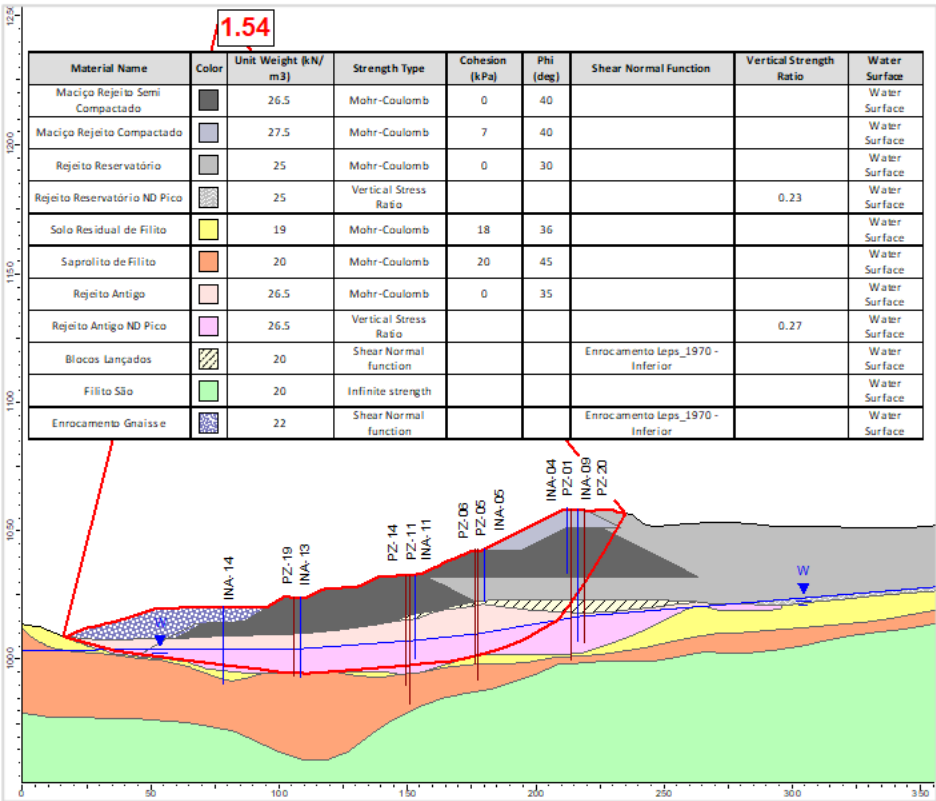 1.54
Material Name Color Unit Weight (kN/ m3) Strength Type Cohesion (kPa) Phi (deg) Shear Normal Function Vertical Strength Ratio Water Surface
Maciço Rejeito Semi Compactado 26.5 Mohr-Coulomb 0 40 Water Surface
Maciço Rejeito Compactado 27.5 Mohr-Coulomb 7 40 Water Surface
Rejeito Reservatório 25 Mohr-Coulomb 0 30 Water Surface
Rejeito Reservatório ND Pico 25 Vertical Stress Ratio 0.23 Water Surface
Solo Residual de Filito 19 Mohr-Coulomb 18 36 Water Surface
Saprolito de Filito 20 Mohr-Coulomb 20 45 Water Surface
Rejeito Antigo 26.5 Mohr-Coulomb 0 35 Water Surface
Rejeito Antigo ND Pico 26.5 Vertical Stress Ratio 0.27 Water Surface
Blocos Lançados 20 Shear Normal function Enrocamento Leps_1970 - Inferior Water Surface
Filito São 20 Infinite strength Water Surface
Enrocamento Gnaisse 22 Shear Normal function Enrocamento Leps_1970 - Inferior Water Surface
1250
1200
1150
1100
1050
1000
INA-14
PZ-19
INA-13
PZ-14
PZ-11
INA-11
PZ-06
PZ-05
INA-05
INA-04
PZ-01
INA-09
PZ-20
W
W
0 50 100 150 200 250 300 350